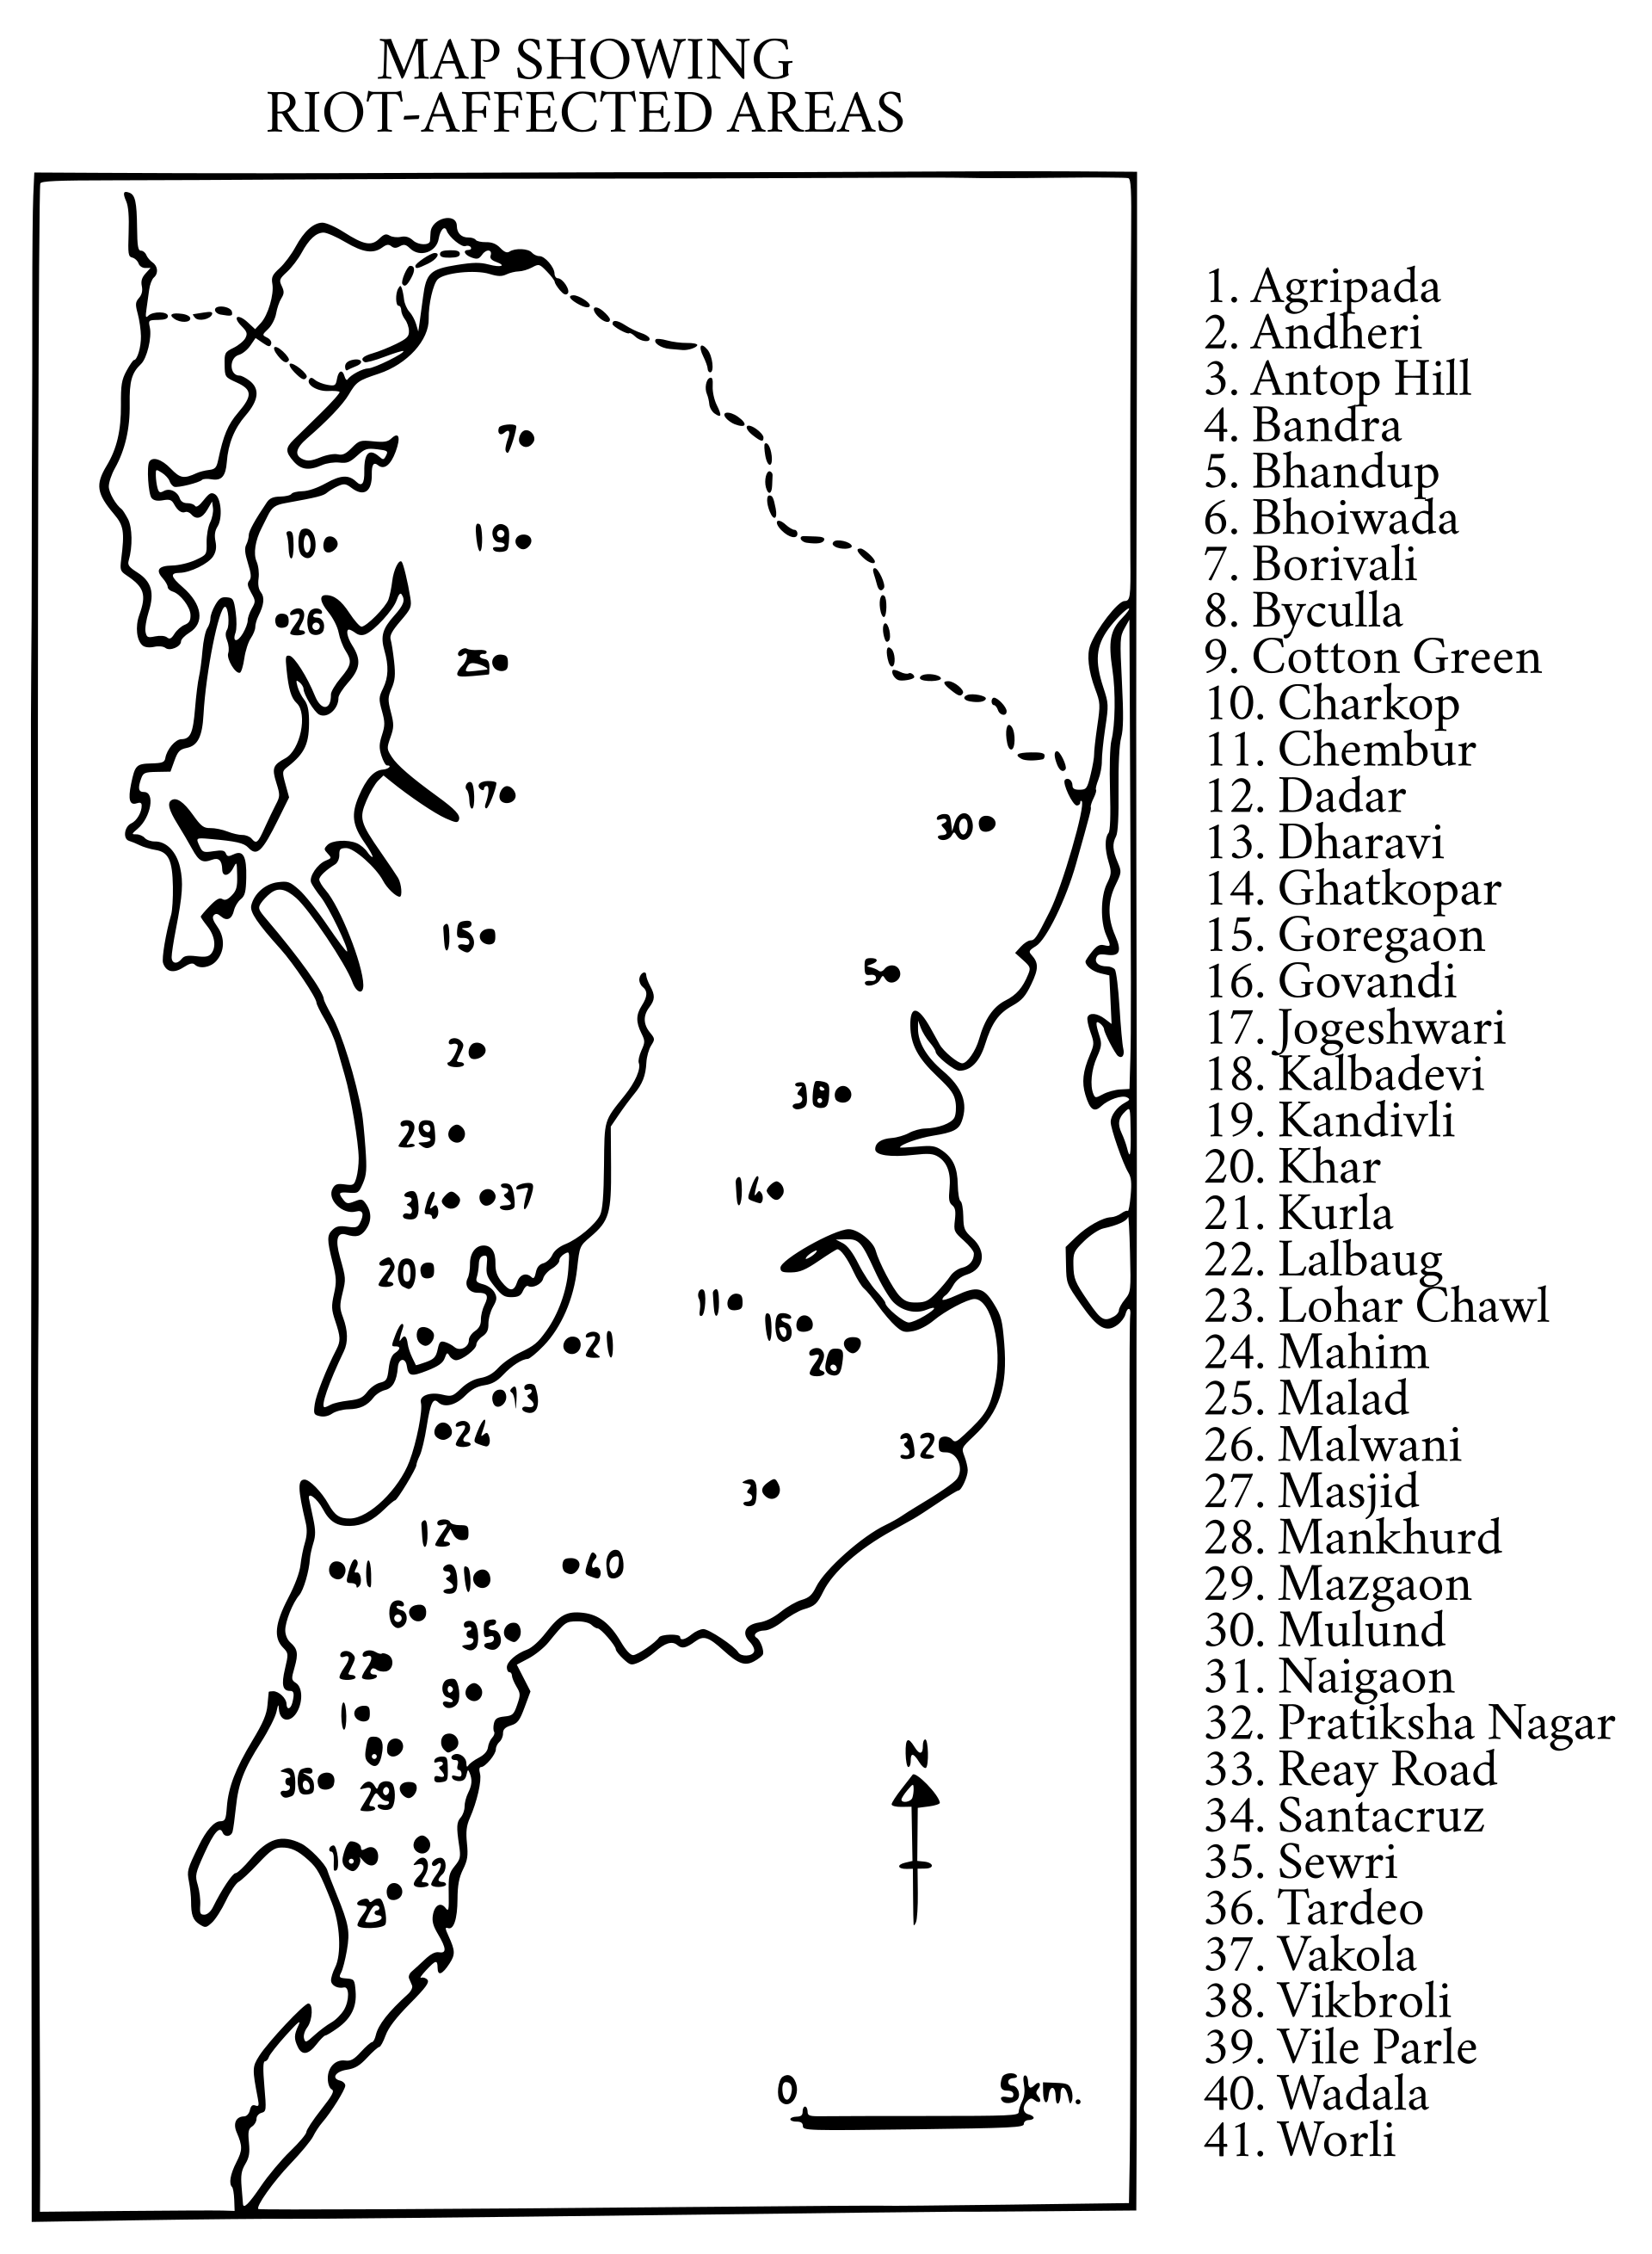 MAP SHOWING
RIOT-AFFECTED AREAS
7
10
19
26
25
17
30
15
5
2
38
29
34
37
14
20
11
16
4
21
28
13
24
32
3
12
41
31
40
6
35
22
9
1
8
33
36
29
18
22
23
N
0
5km.
1. Agripada
2. Andheri
3. Antop Hill
4. Bandra
5. Bhandup
6. Bhoiwada
7. Borivali
8. Byculla
9. Cotton Green
10. Charkop
11. Chembur
12. Dadar
13. Dharavi
14. Ghatkopar
15. Goregaon
16. Govandi
17. Jogeshwari
18. Kalbadevi
19. Kandivli
20. Khar
21. Kurla
22. Lalbaug
23. Lohar Chawl
24. Mahim
25. Malad
26. Malwani
27. Masjid
28. Mankhurd
29. Mazgaon
30. Mulund
31. Naigaon
32. Pratiksha Nagar
33. Reay Road
34. Santacruz
35. Sewri
36. Tardeo
37. Vakola
38. Vikbroli
39. Vile Parle
40. Wadala
41. Worli